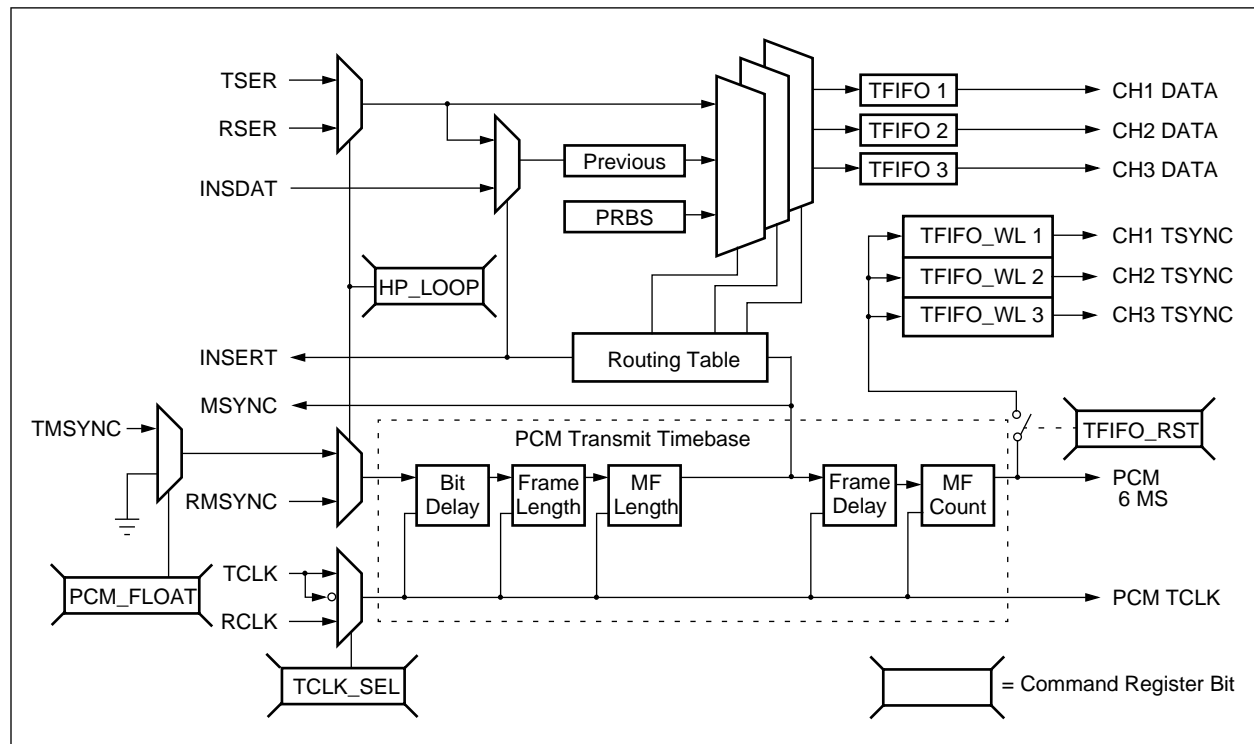 TSER
RSER
INSDAT
Previous
PRBS
TFIFO 1
TFIFO 2
TFIFO 3
CH1 DATA
CH2 DATA
CH3 DATA
TFIFO_WL 1
TFIFO_WL 2
TFIFO_WL 3
CH1 TSYNC
CH2 TSYNC
CH3 TSYNC
HP_LOOP
INSERT
Routing Table
MSYNC
TMSYNC
RMSYNC
PCM Transmit Timebase
TFIFO_RST
Bit
Delay
Frame
Length
MF
Length
Frame
Delay
MF
Count
PCM
6 MS
PCM_FLOAT
TCLK
RCLK
PCM TCLK
TCLK_SEL
= Command Register Bit